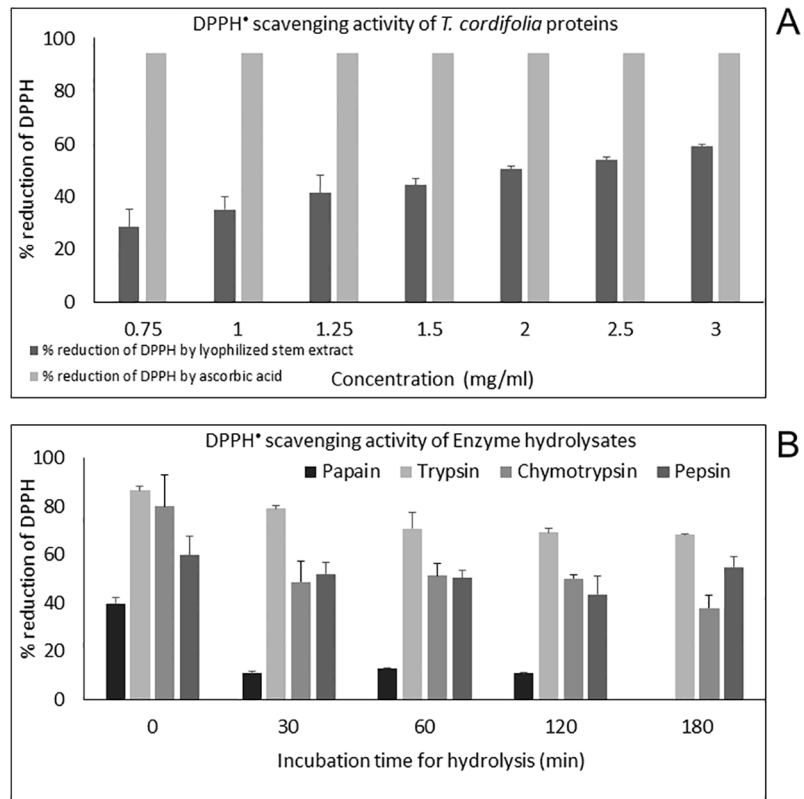 A
DPPH• scavenging activity of T. cordifolia proteins
% reduction of DPPH
100
80
60
40
20
0
0.75 1 1.25 1.5 2 2.5 3
% reduction of DPPH by lyophilized stem extract
% reduction of DPPH by ascorbic acid
Concentration (mg/ml)
B
DPPH• scavenging activity of Enzyme hydrolysates
Papain Trypsin Chymotrypsin Pepsin
% reduction of DPPH
100
80
60
40
20
0
0 30 60 120 180
Incubation time for hydrolysis (min)